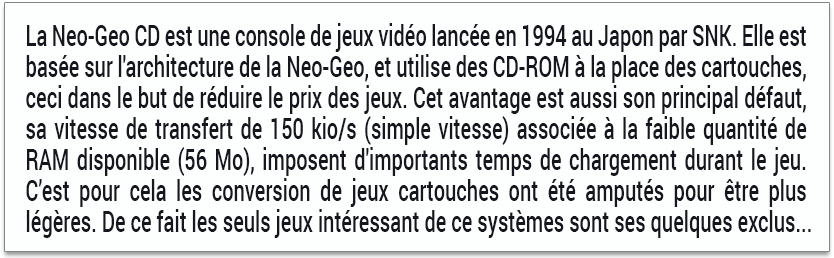 La Neo-Geo CD est une console de jeux vidéo lancée en 1994 au Japon par SNK. Elle est
basée sur l'architecture de la Neo-Geo, et utilise des CD-ROM à la place des cartouches,
ceci dans le but de réduire le prix des jeux. Cet avantage est aussi son principal défaut,
sa vitesse de transfert de 150 kio/s (simple vitesse) associée à la faible quantité de
RAM disponible (56 Mo), imposent d'importants temps de chargement durant le jeu.
C'est pour cela les conversion de jeux cartouches ont été amputés pour être plus
légères. De ce fait les seuls jeux intéressant de ce systèmes sont ses quelques exclus...